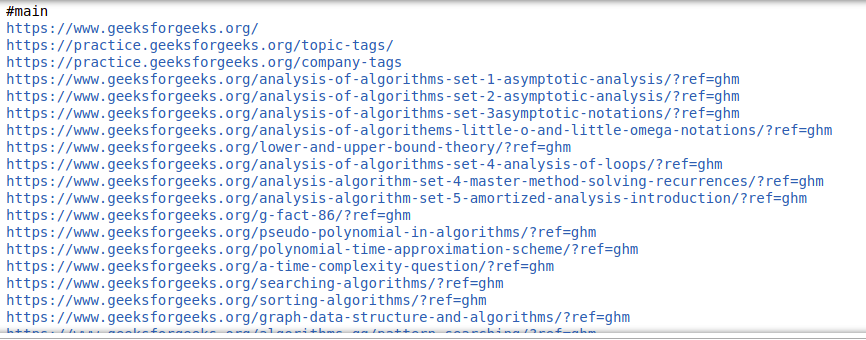 #main
https://www.geeksforgeeks.org/
https://practice.geeksforgeeks.org/topic-tags/
https://practice.geeksforgeeks.org/company-tags
https://www.geeksforgeeks.org/analysis-of-algorithms-set-1-asymptotic-analysis/?ref=ghm
https://www.geeksforgeeks.org/analysis-of-algorithms-set-2-asymptotic-analysis/?ref=ghm
https://www.geeksforgeeks.org/analysis-of-algorithms-set-3asymptotic-notations/?ref=ghm
https://www.geeksforgeeks.org/analysis-of-algorithems-little-o-and-little-omega-notations/?ref=ghm
https://www.geeksforgeeks.org/lower-and-upper-bound-theory/?ref=ghm
https://www.geeksforgeeks.org/analysis-of-algorithms-set-4-analysis-of-loops/?ref=ghm
https://www.geeksforgeeks.org/analysis-algorithm-set-4-master-method-solving-recurrences/?ref=ghm
https://www.geeksforgeeks.org/analysis-algorithm-set-5-amortized-analysis-introduction/?ref=ghm
https://www.geeksforgeeks.org/g-fact-86/?ref=ghm
https://www.geeksforgeeks.org/pseudo-polynomial-in-algorithms/?ref=ghm
https://www.geeksforgeeks.org/polynomial-time-approximation-scheme/?ref=ghm
https://www.geeksforgeeks.org/a-time-complexity-question/?ref=ghm
https://www.geeksforgeeks.org/searching-algorithms/?ref=ghm
https://www.geeksforgeeks.org/sorting-algorithms/?ref=ghm
https://www.geeksforgeeks.org/graph-data-structure-and-algorithms/?ref=ghm